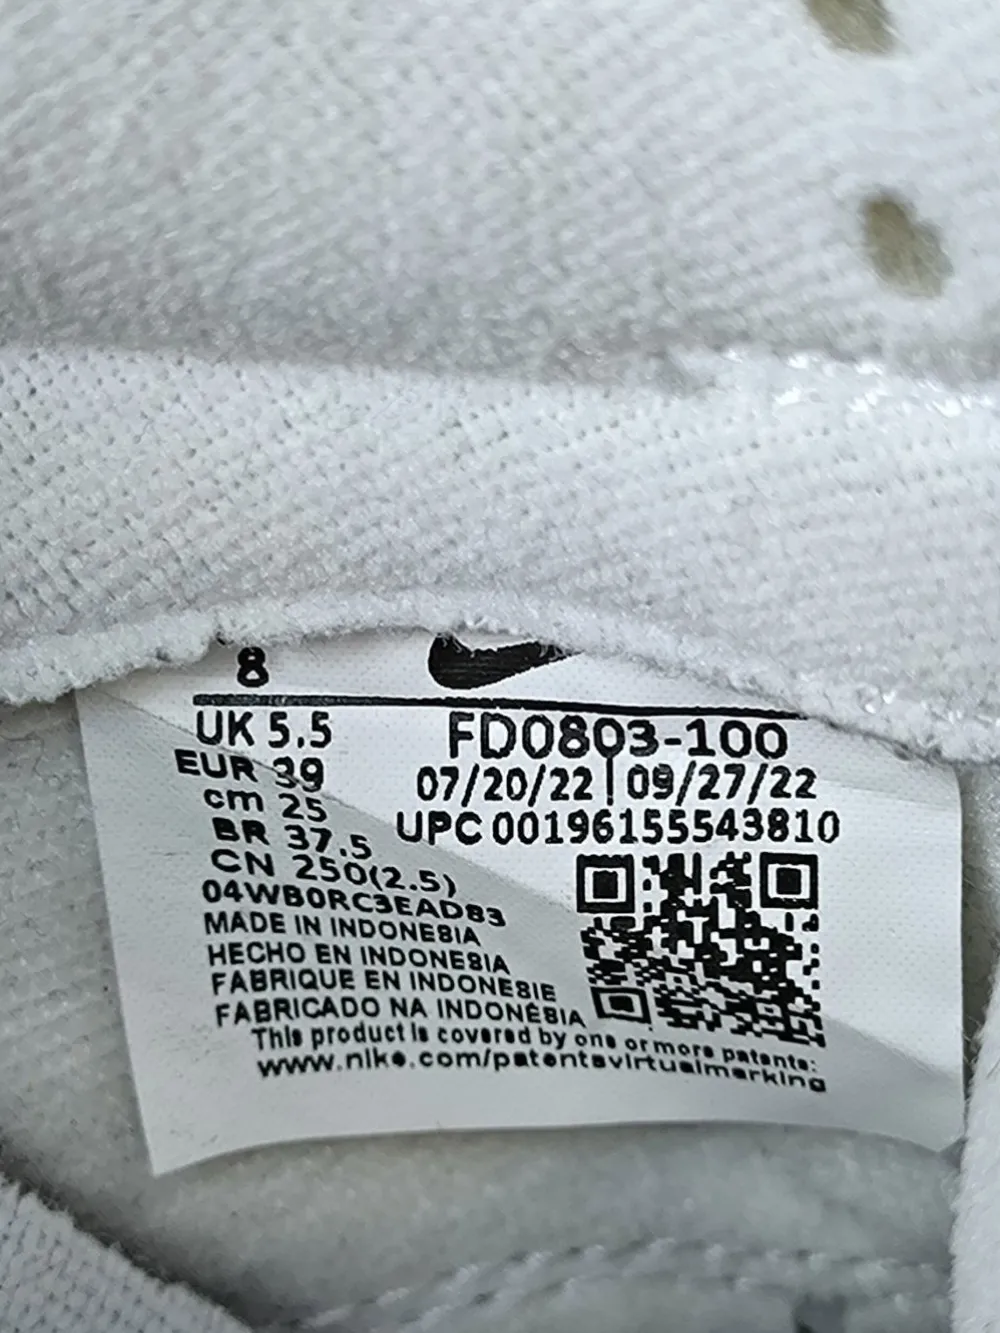 8
UK 5.5
EUR 39
cm 25
BR 37.5
CN 250(2.5)
04WB0RC3EAD83
MADE IN INDONESIA
HECHO EN INDONESIA
FABRIQUE EN INDONESIE
FABRICADO NA INDONÉSIA
FD0803-100
07/20/22 | 09/27/22
UPC 00196155543810
This product is covered by one or more patents:
www.nike.com/patentsvirtualmarking